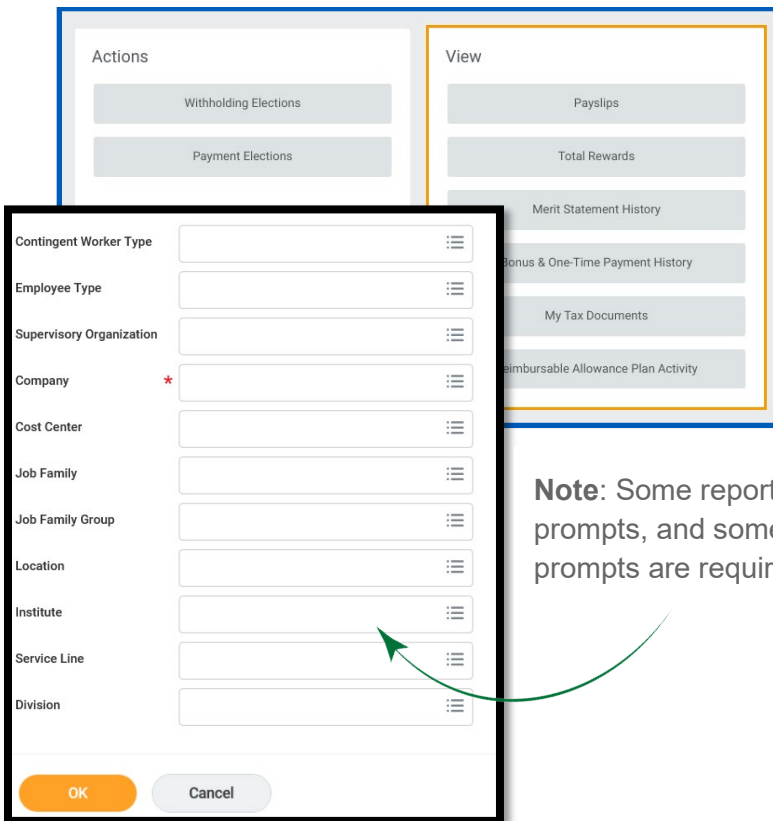 Actions
Withholding Elections
Payment Elections
View
Payslips
Total Rewards
Merit Statement History
Bonus & One-Time Payment History
My Tax Documents
eimbursable Allowance Plan Activity
Contingent Worker Type
Employee Type
Supervisory Organization
Company *
Cost Center
Job Family
Job Family Group
Location
Institute
Service Line
Division
OK Cancel
Note: Some report
prompts, and some
prompts are requir